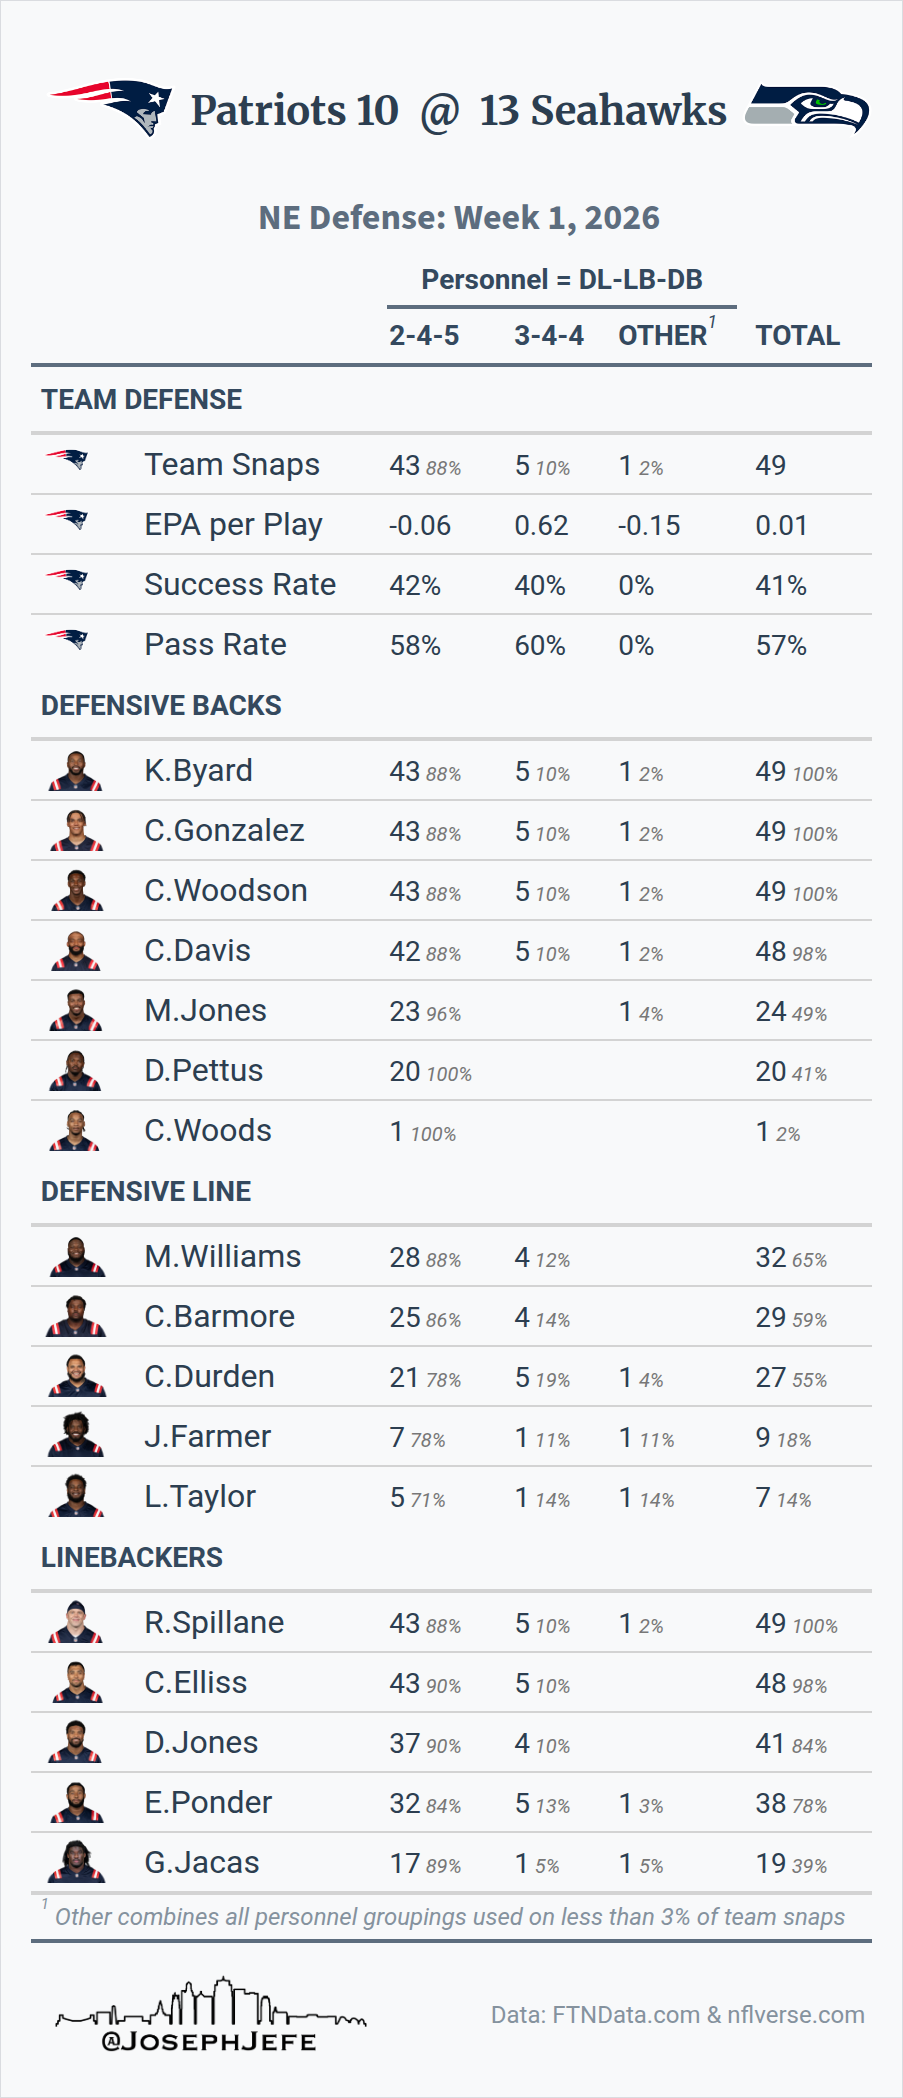 Patriots 10 @ 13 Seahawks
NE Defense: Week 1, 2026
Personnel = DL-LB-DB
2-4-5 3-4-4 OTHER1 TOTAL
TEAM DEFENSE
Team Snaps 43 88% 5 10% 1 2% 49
EPA per Play -0.06 0.62 -0.15 0.01
Success Rate 42% 40% 0% 41%
Pass Rate 58% 60% 0% 57%
DEFENSIVE BACKS
K.Byard 43 88% 5 10% 1 2% 49 100%
C.Gonzalez 43 88% 5 10% 1 2% 49 100%
C.Woodson 43 88% 5 10% 1 2% 49 100%
C.Davis 42 88% 5 10% 1 2% 48 98%
M.Jones 23 96% 1 4% 24 49%
D.Pettus 20 100% 20 41%
C.Woods 1 100% 1 2%
DEFENSIVE LINE
M.Williams 28 88% 4 12% 32 65%
C.Barmore 25 86% 4 14% 29 59%
C.Durden 21 78% 5 19% 1 4% 27 55%
J.Farmer 7 78% 1 11% 1 11% 9 18%
L.Taylor 5 71% 1 14% 1 14% 7 14%
LINEBACKERS
R.Spillane 43 88% 5 10% 1 2% 49 100%
C.Elliss 43 90% 5 10% 48 98%
D.Jones 37 90% 4 10% 41 84%
E.Ponder 32 84% 5 13% 1 3% 38 78%
G.Jacas 17 89% 1 5% 1 5% 19 39%
1 Other combines all personnel groupings used on less than 3% of team snaps
@JOSEPHJEFE
Data: FTNData.com & nflverse.com